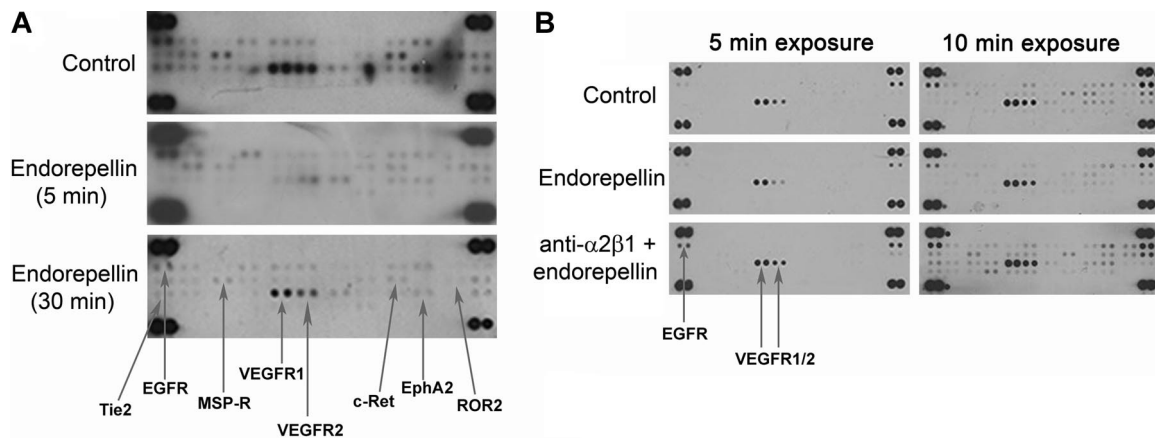 A
Control
Endorepellin
(5 min)
Endorepellin
(30 min)
Tie2
EGFR
MSP-R
VEGFR1
VEGFR2
c-Ret
EphA2
ROR2
B
5 min exposure
10 min exposure
Control
Endorepellin
anti-α2β1 +
endorepellin
EGFR
VEGFR1/2